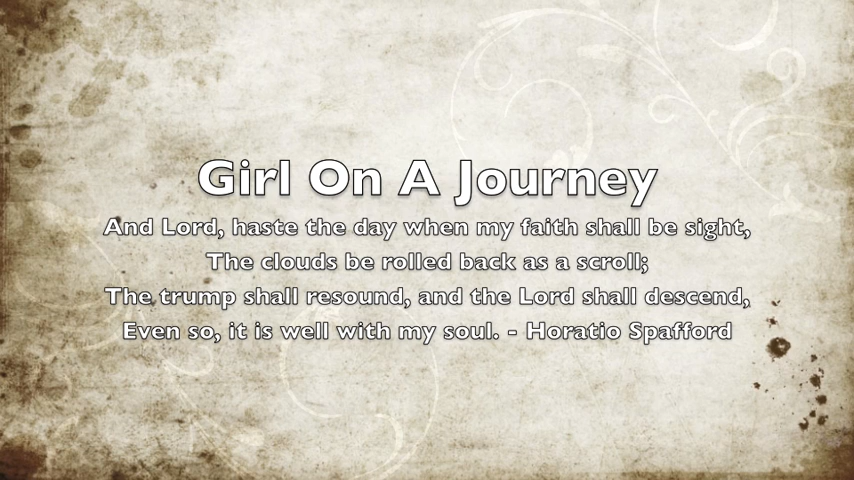 Girl On A Journey
And Lord, haste the day when my faith shall be sight,
The clouds be rolled back as a scroll;
The trump shall resound, and the Lord shall descend,
Even so, it is well with my soul. - Horatio Spafford